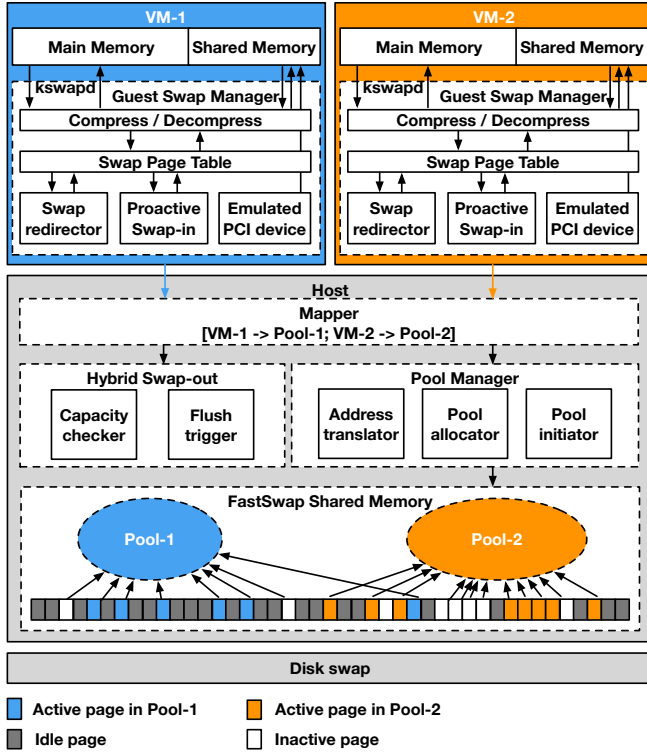 VM-1
Main Memory
Shared Memory
kswapd
Guest Swap Manager
Compress / Decompress
Swap Page Table
Swap
redirector
Proactive
Swap-in
Emulated
PCI device
VM-2
Main Memory
Shared Memory
kswapd
Guest Swap Manager
Compress / Decompress
Swap Page Table
Swap
redirector
Proactive
Swap-in
Emulated
PCI device
Host
Mapper
[VM-1 -> Pool-1; VM-2 -> Pool-2]
Hybrid Swap-out
Capacity
checker
Flush
trigger
Pool Manager
Address
translator
Pool
allocator
Pool
initiator
FastSwap Shared Memory
Pool-1
Pool-2
Disk swap
Active page in Pool-1
Active page in Pool-2
Idle page
Inactive page